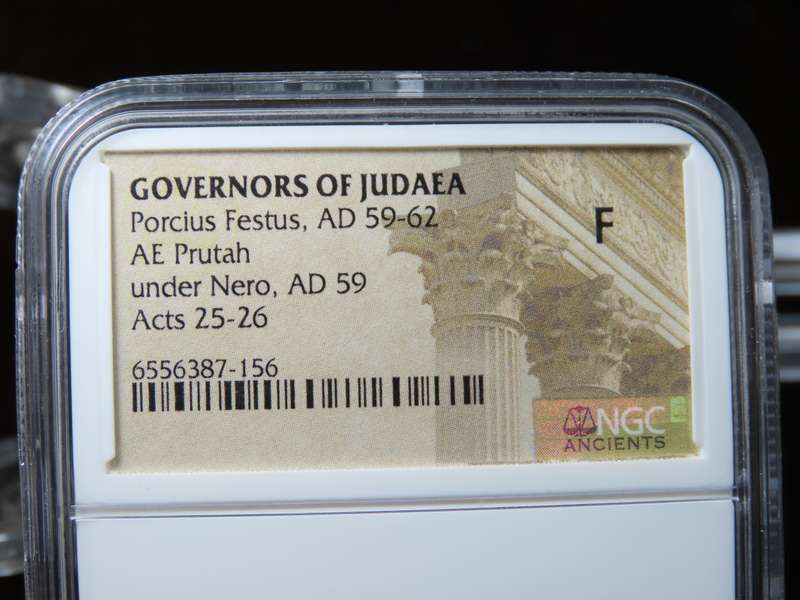 GOVERNORS OF JUDAEA
Porcius Festus, AD 59-62
AE Prutah
under Nero, AD 59
Acts 25-26
6556387-156
F
NGC
ANCIENTS